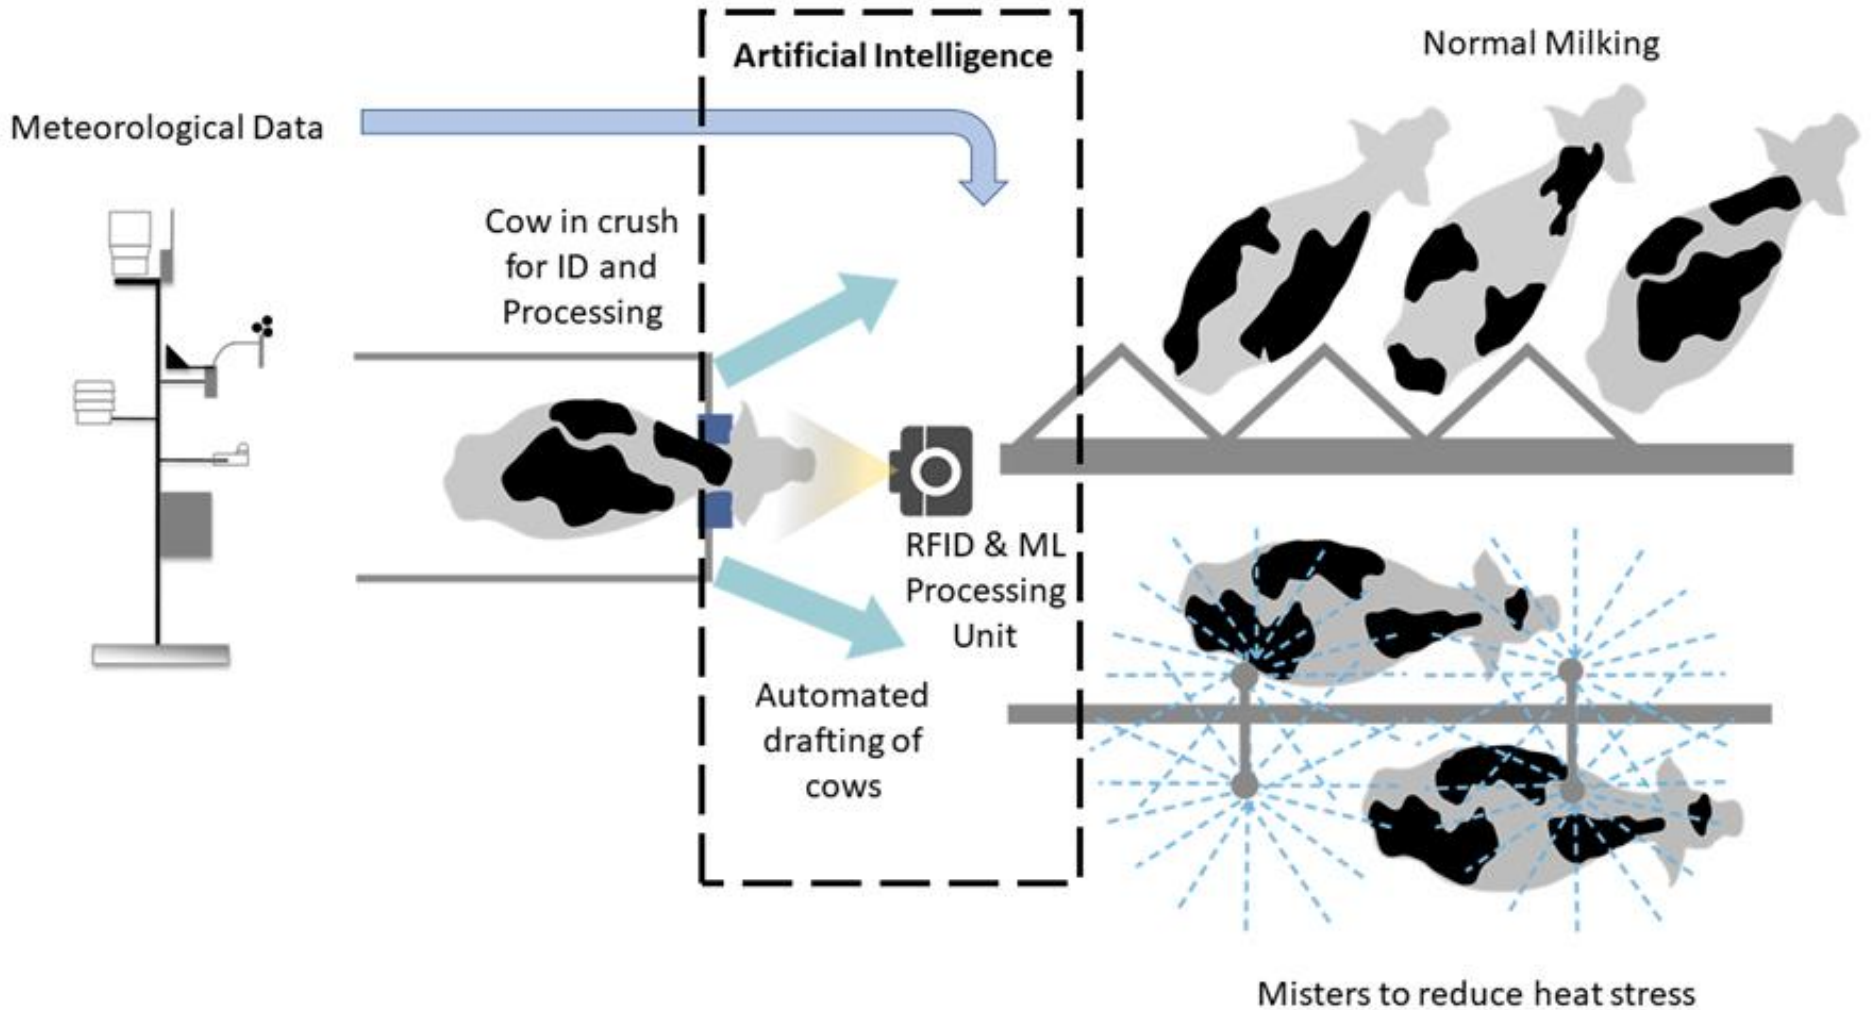 Artificial Intelligence
Normal Milking
Meteorological Data
Cow in crush
for ID and
Processing
RFID & ML
Processing
Unit
Automated
drafting of
cows
Misters to reduce heat stress